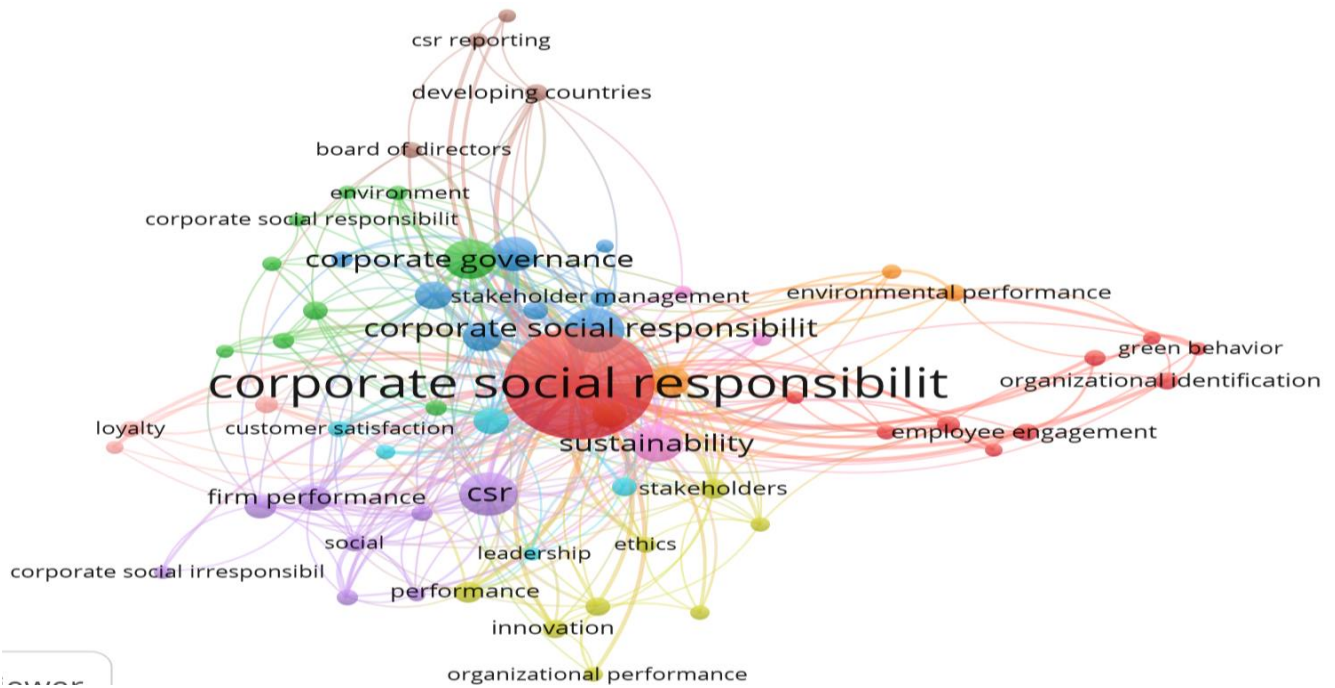 csr reporting
developing countries
board of directors
environment
corporate social responsibilit
corporate governance
stakeholder management
environmental performance
corporate social responsibilit
green behavior
corporate social responsibilit
organizational identification
loyalty
customer satisfaction
employee engagement
sustainability
firm performance
csr
stakeholders
social
leadership
ethics
corporate social irresponsibil
performance
innovation
organizational performance